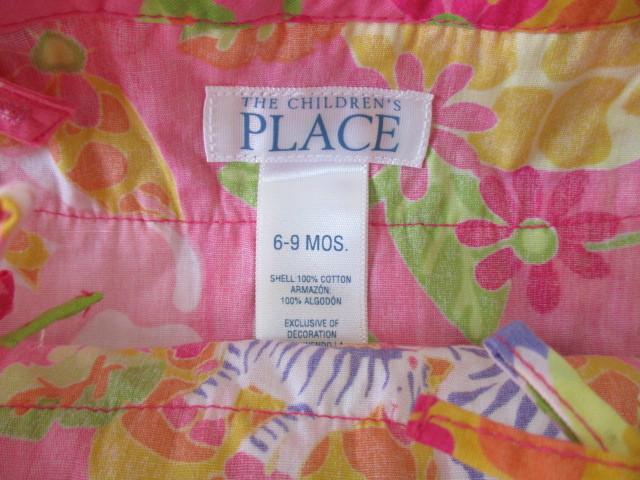 THE CHILDREN'S
PLACE
6-9 MOS.
SHELL 100% COTTON
ARMAZÓN:
100% ALGODÓN
EXCLUSIVE OF
DECORATION